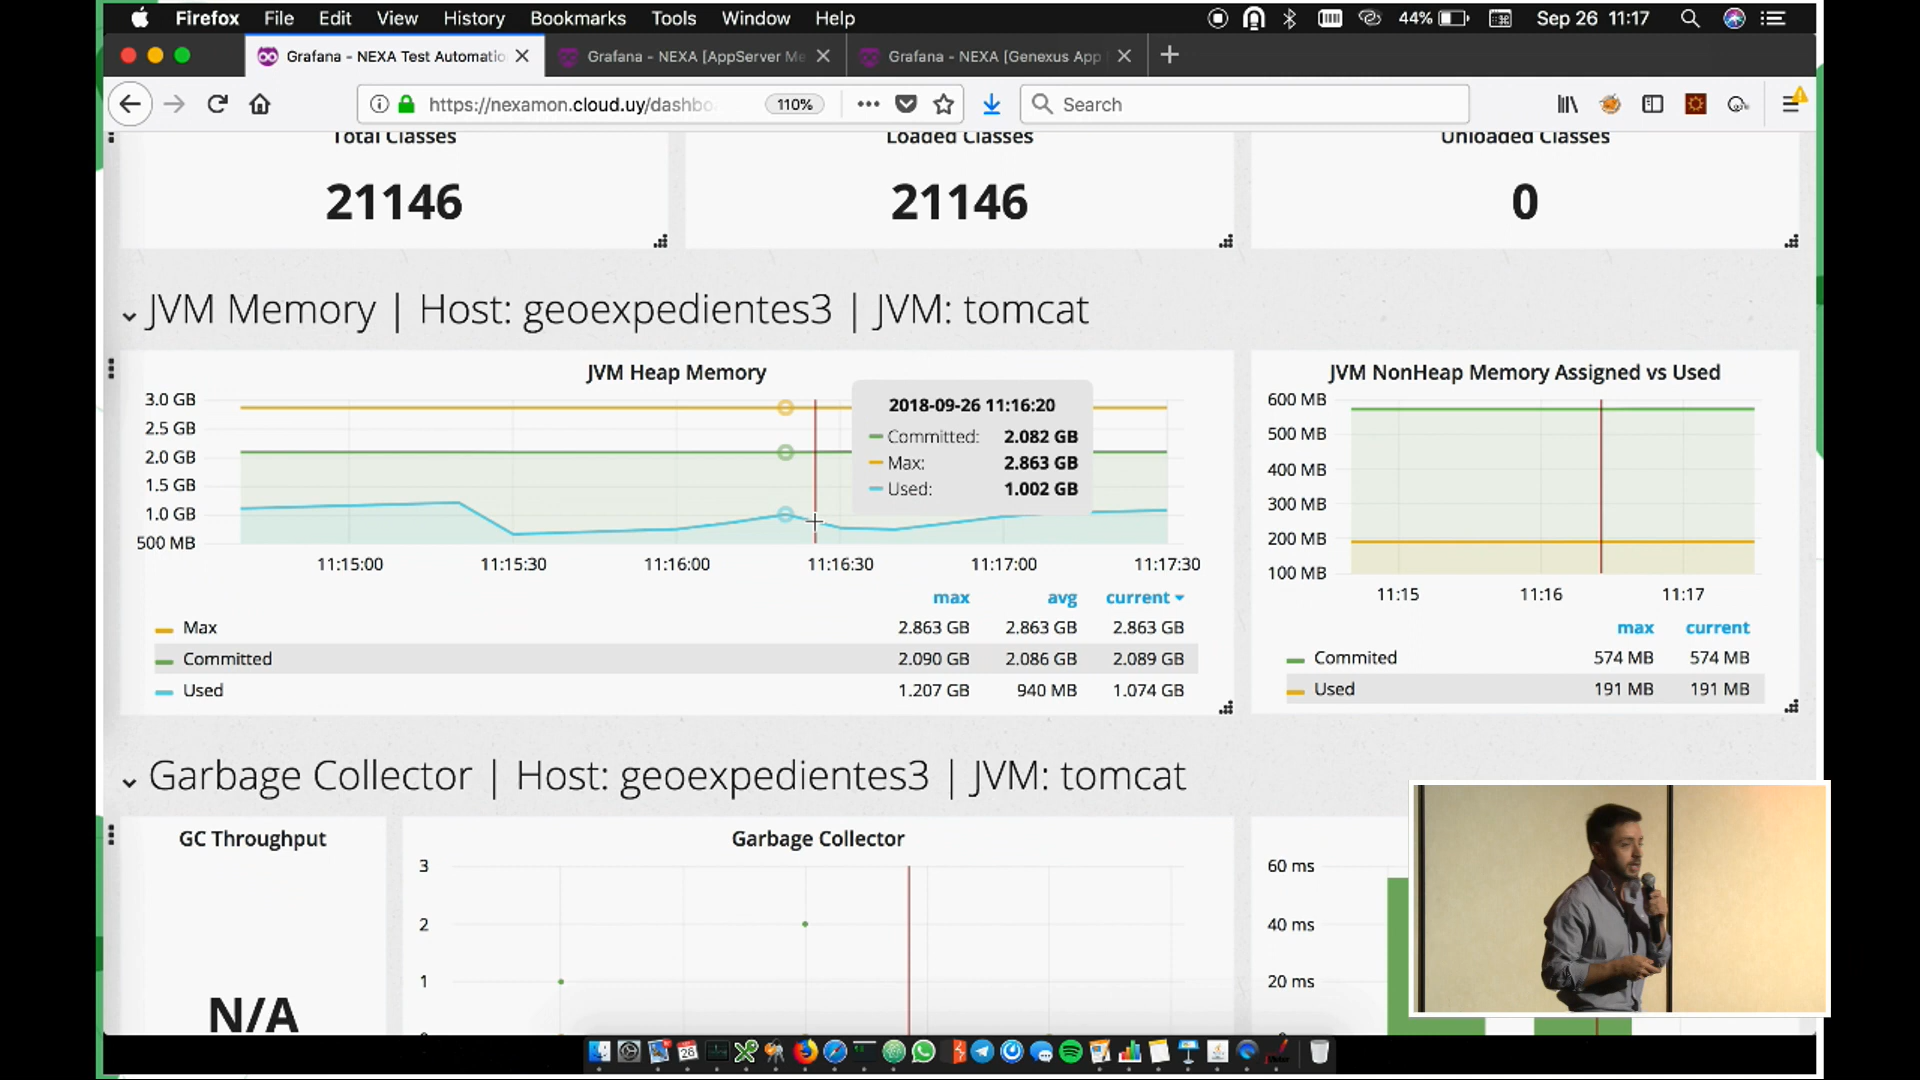 Firefox File Edit View History Bookmarks Tools Window Help 44% Sep 26 11:17
Grafana - NEXA Test Automatio Grafana - NEXA [AppServer Me Grafana - NEXA [Genexus App
https://nexamon.cloud.uy/dashbo 110% Search
Total Classes Loaded Classes Unloaded Classes
21146 21146 0
JVM Memory | Host: geoexpedientes3 | JVM: tomcat
JVM Heap Memory
3.0 GB
2.5 GB
2.0 GB
1.5 GB
1.0 GB
500 MB
2018-09-26 11:16:20
Committed: 2.082 GB
Max: 2.863 GB
Used: 1.002 GB
11:15:00 11:15:30 11:16:00 11:16:30 11:17:00 11:17:30
max avg current
Max 2.863 GB 2.863 GB 2.863 GB
Committed 2.090 GB 2.086 GB 2.089 GB
Used 1.207 GB 940 MB 1.074 GB
JVM NonHeap Memory Assigned vs Used
600 MB
500 MB
400 MB
300 MB
200 MB
100 MB
11:15 11:16 11:17
max current
Commited 574 MB 574 MB
Used 191 MB 191 MB
Garbage Collector | Host: geoexpedientes3 | JVM: tomcat
GC Throughput
N/A
Garbage Collector
3
2
1
60 ms
40 ms
20 ms
26